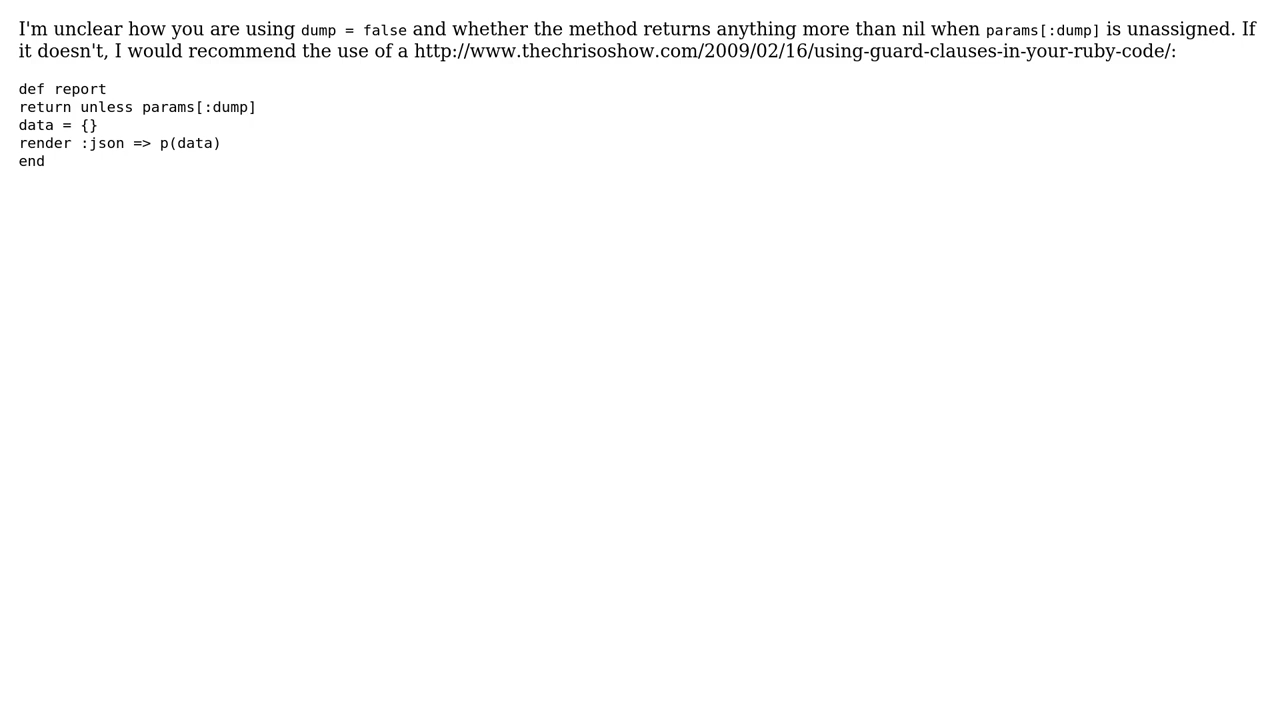 I'm unclear how you are using dump = false and whether the method returns anything more than nil when params[:dump] is unassigned. If
it doesn't, I would recommend the use of a http://www.thechrisoshow.com/2009/02/16/using-guard-clauses-in-your-ruby-code/:
def report
return unless params[:dump]
data = {}
render :json => p(data)
end